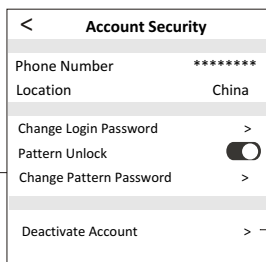 < Account Security
Phone Number ********
Location China
Change Login Password >
Pattern Unlock
Change Pattern Password >
Deactivate Account >